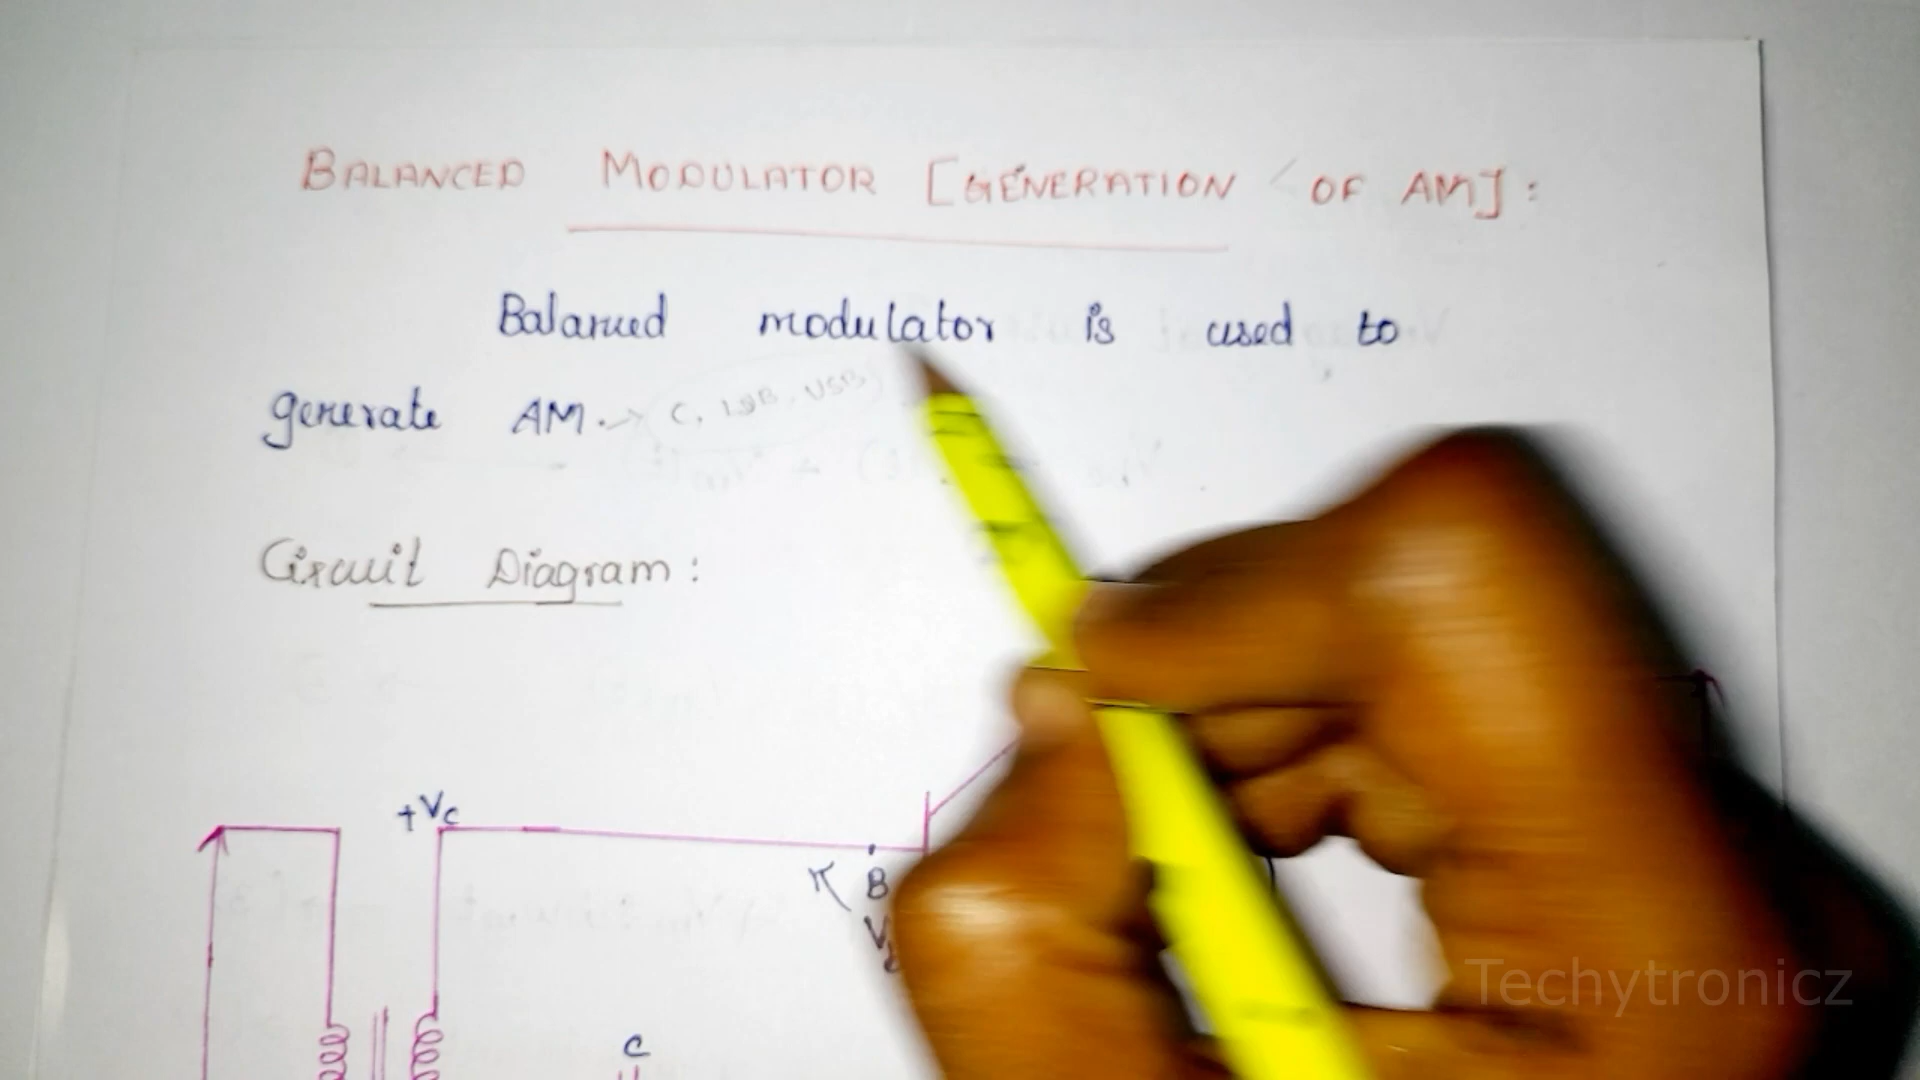 BALANCED MODULATOR [GENERATION OF AM]:
Balanced modulator is used to
generate AM. → C, LSB, USB
Circuit Diagram:
+Vc
B
V
C
Techytronicz